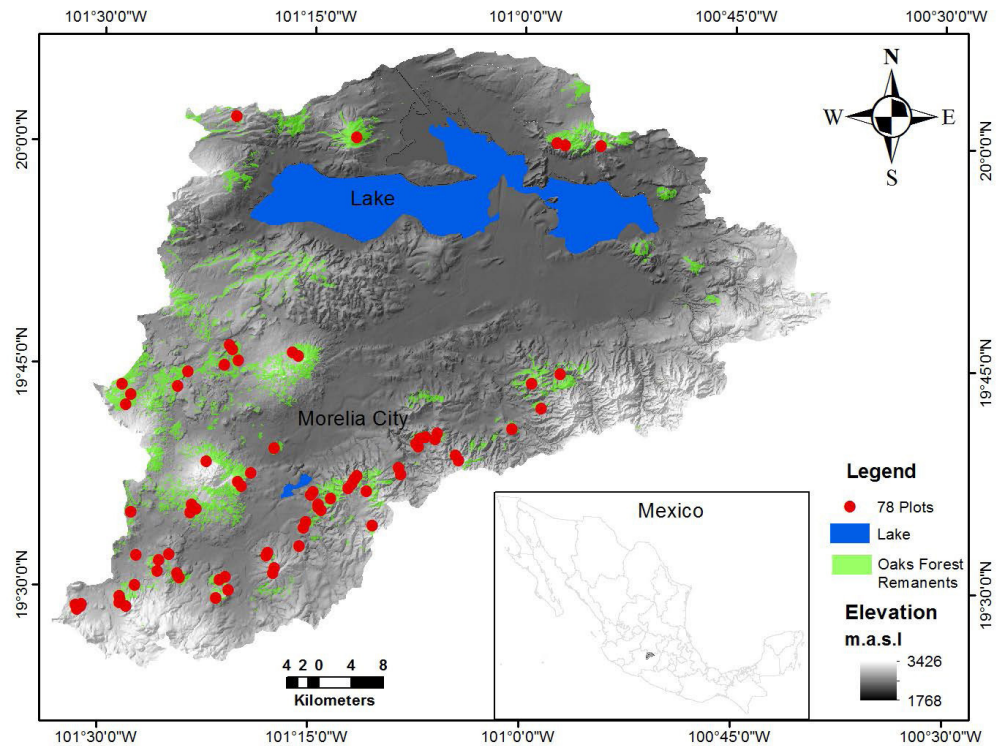 101°30'0"W 101°15'0"W 101°0'0"W 100°45'0"W 100°30'0"W
N
W E
S
20°0'0"N
20°0'0"N
Lake
19°45'0"N
19°45'0"N
Morelia City
Legend
78 Plots
Lake
Oaks Forest
Remanents
Mexico
19°30'0"N
19°30'0"N
Elevation
m.a.s.l
3426
1768
4 2 0 4 8
Kilometers
101°30'0"W 101°15'0"W 101°0'0"W 100°45'0"W 100°30'0"W